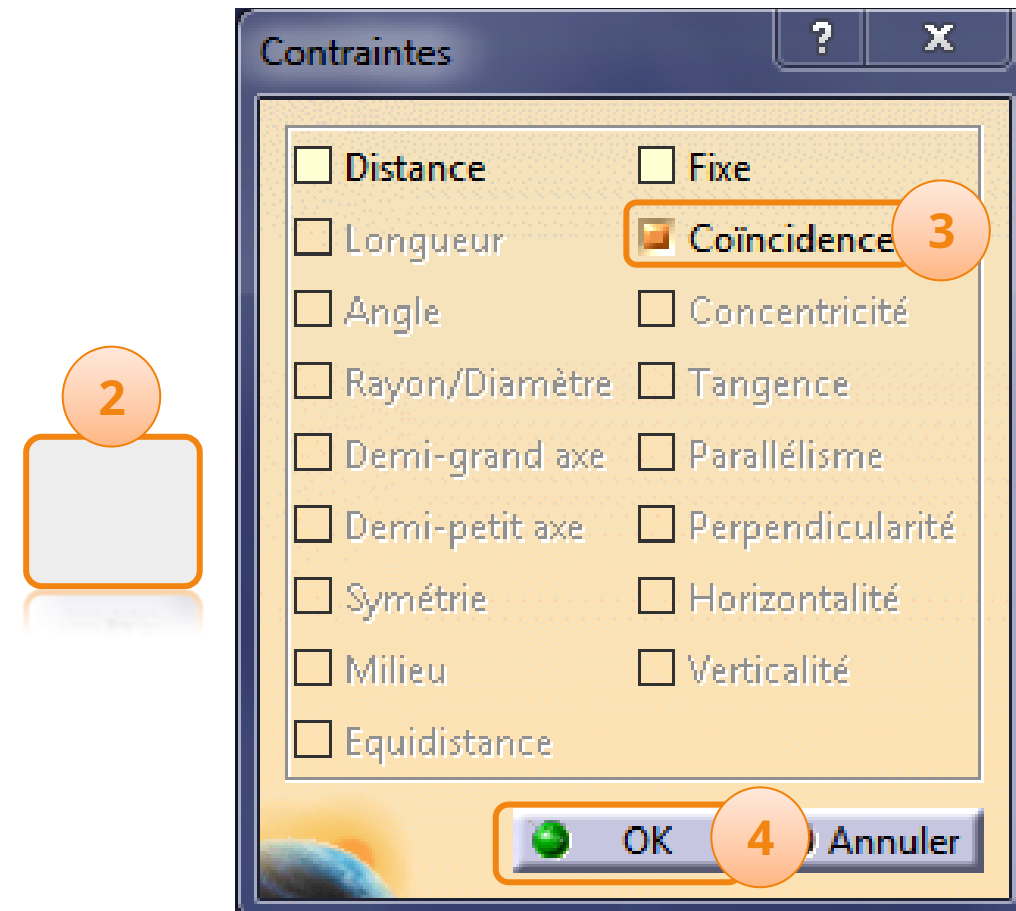 Contraintes ? X
Distance
Fixe
Longueur
Coïncidence
3
Angle
Concentricité
2
Rayon/Diamètre
Tangence
Demi-grand axe
Parallélisme
Demi-petit axe
Perpendicularité
Symétrie
Horizontalité
Milieu
Verticalité
Equidistance
OK
4
Annuler